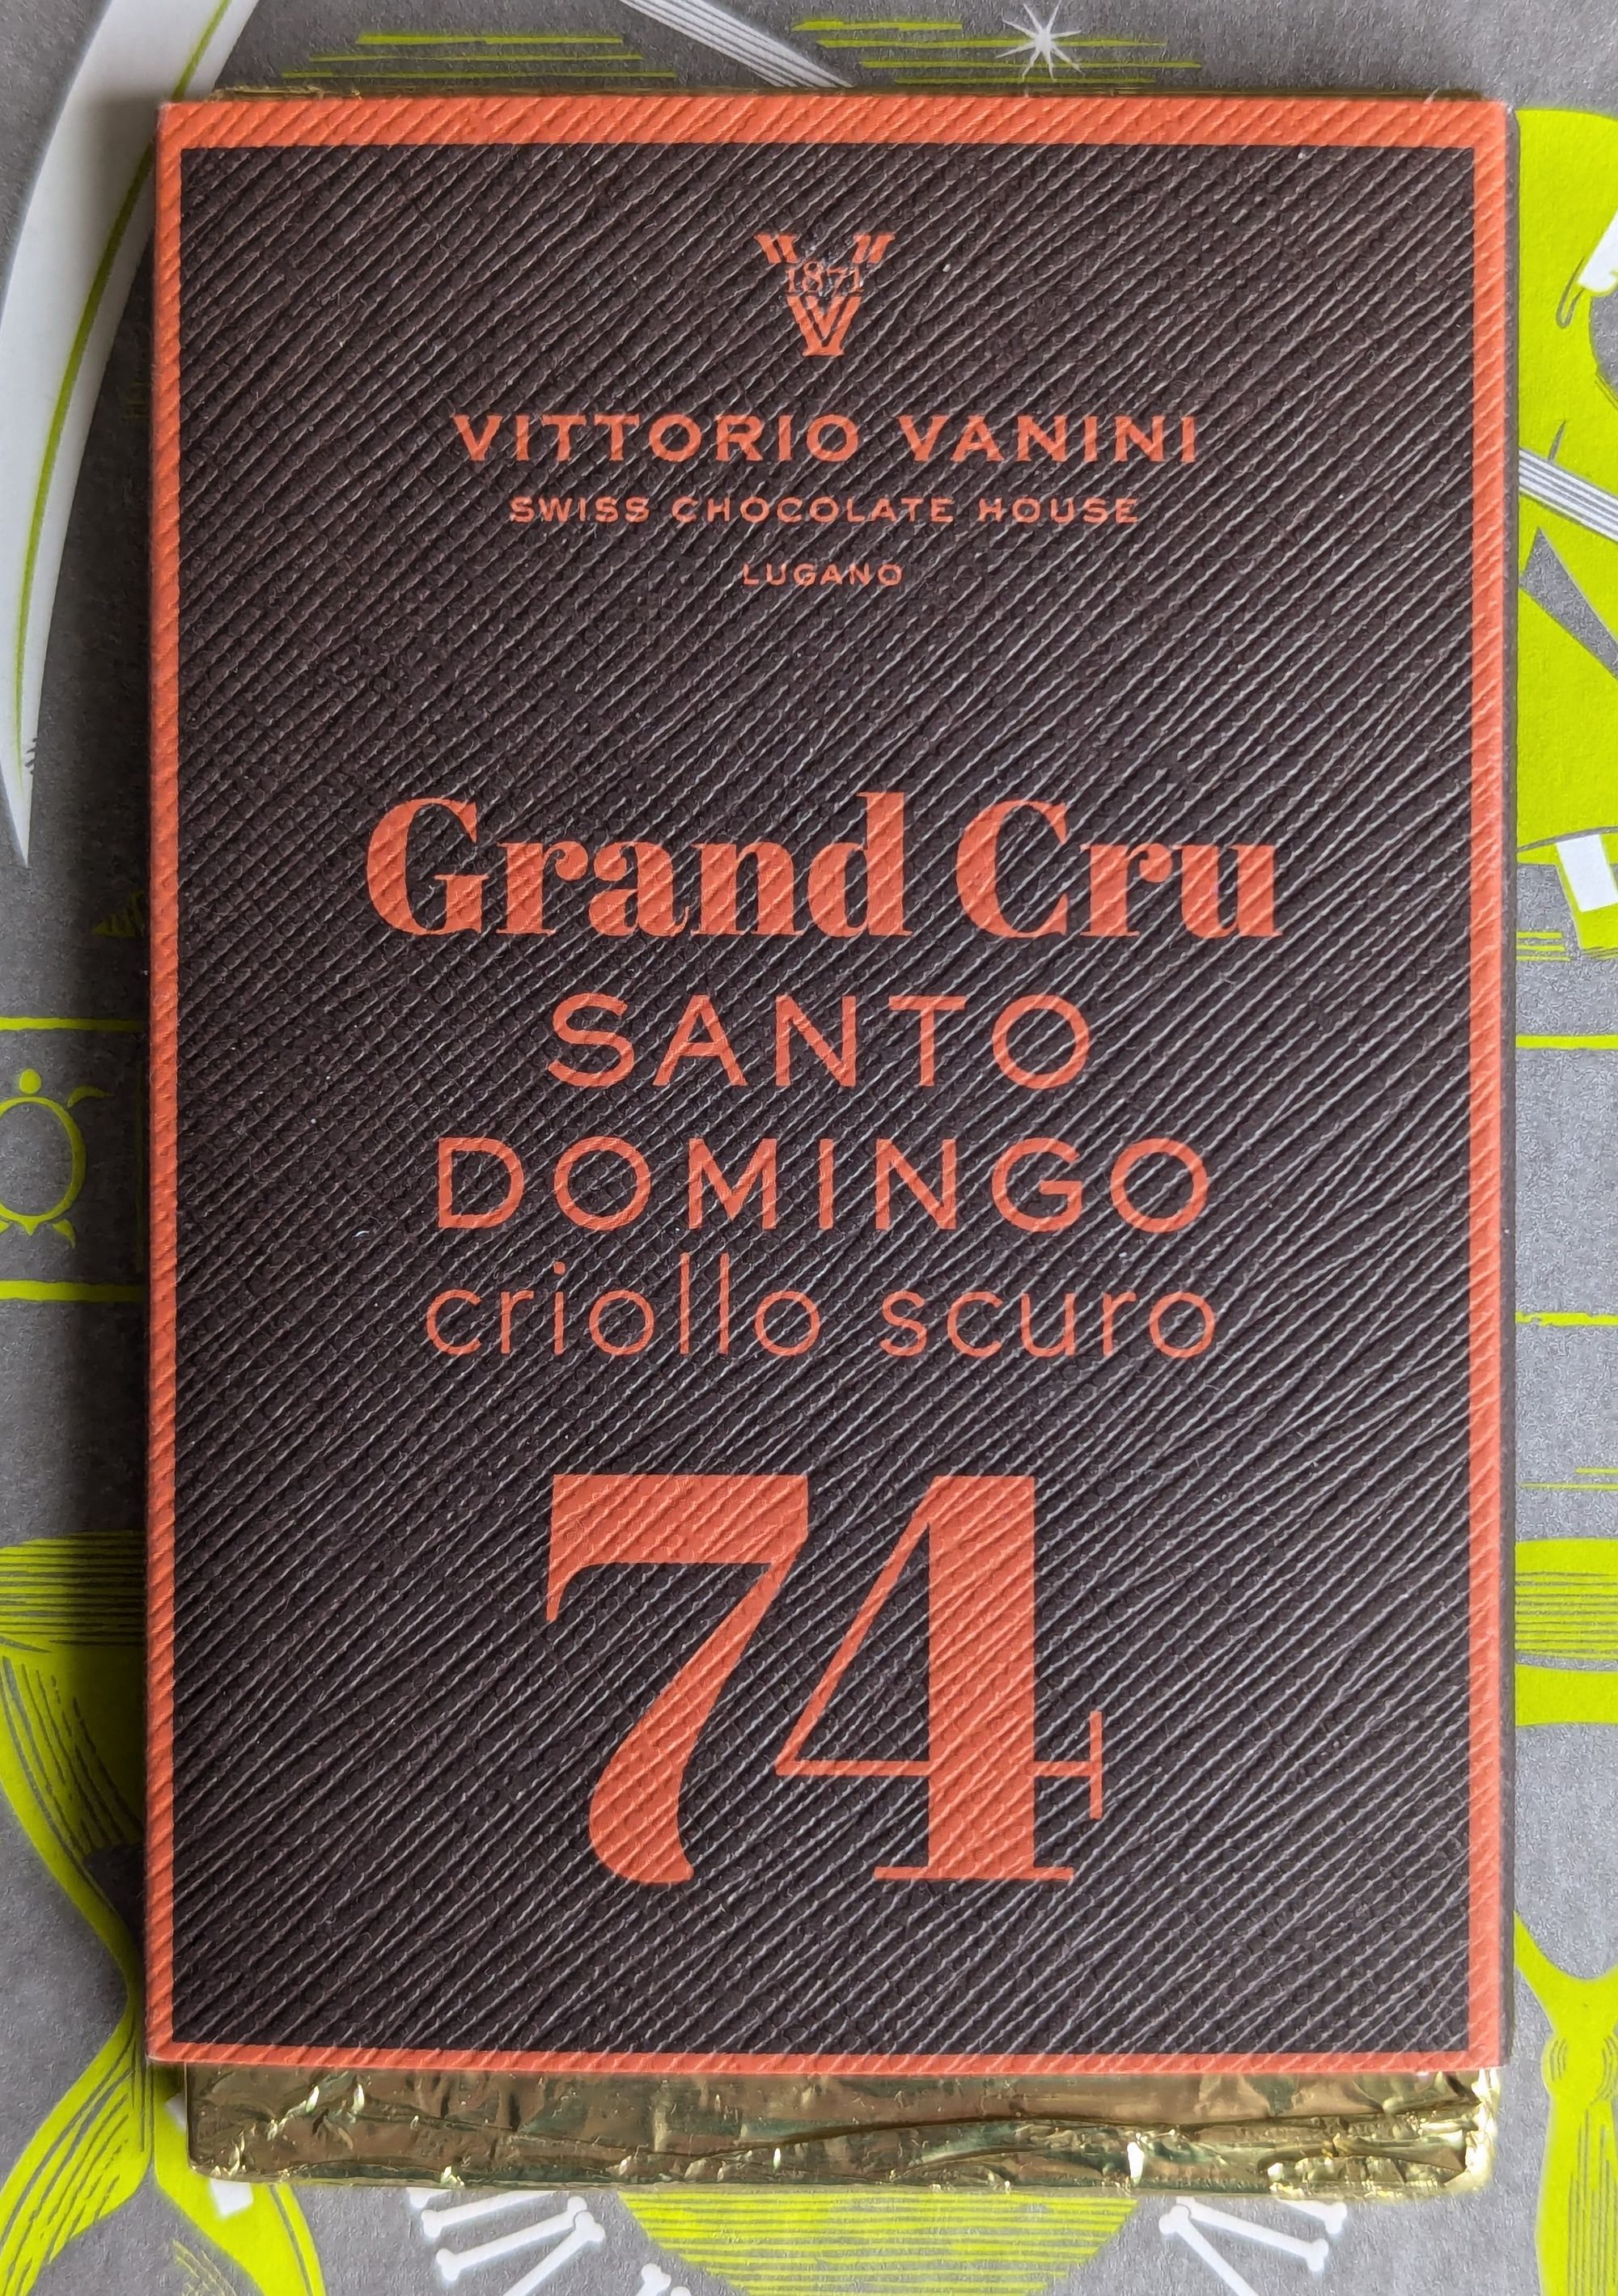 1871
VITTORIO VANINI
SWISS CHOCOLATE HOUSE
LUGANO
Grand Cru
SANTO
DOMINGO
criollo scuro
74